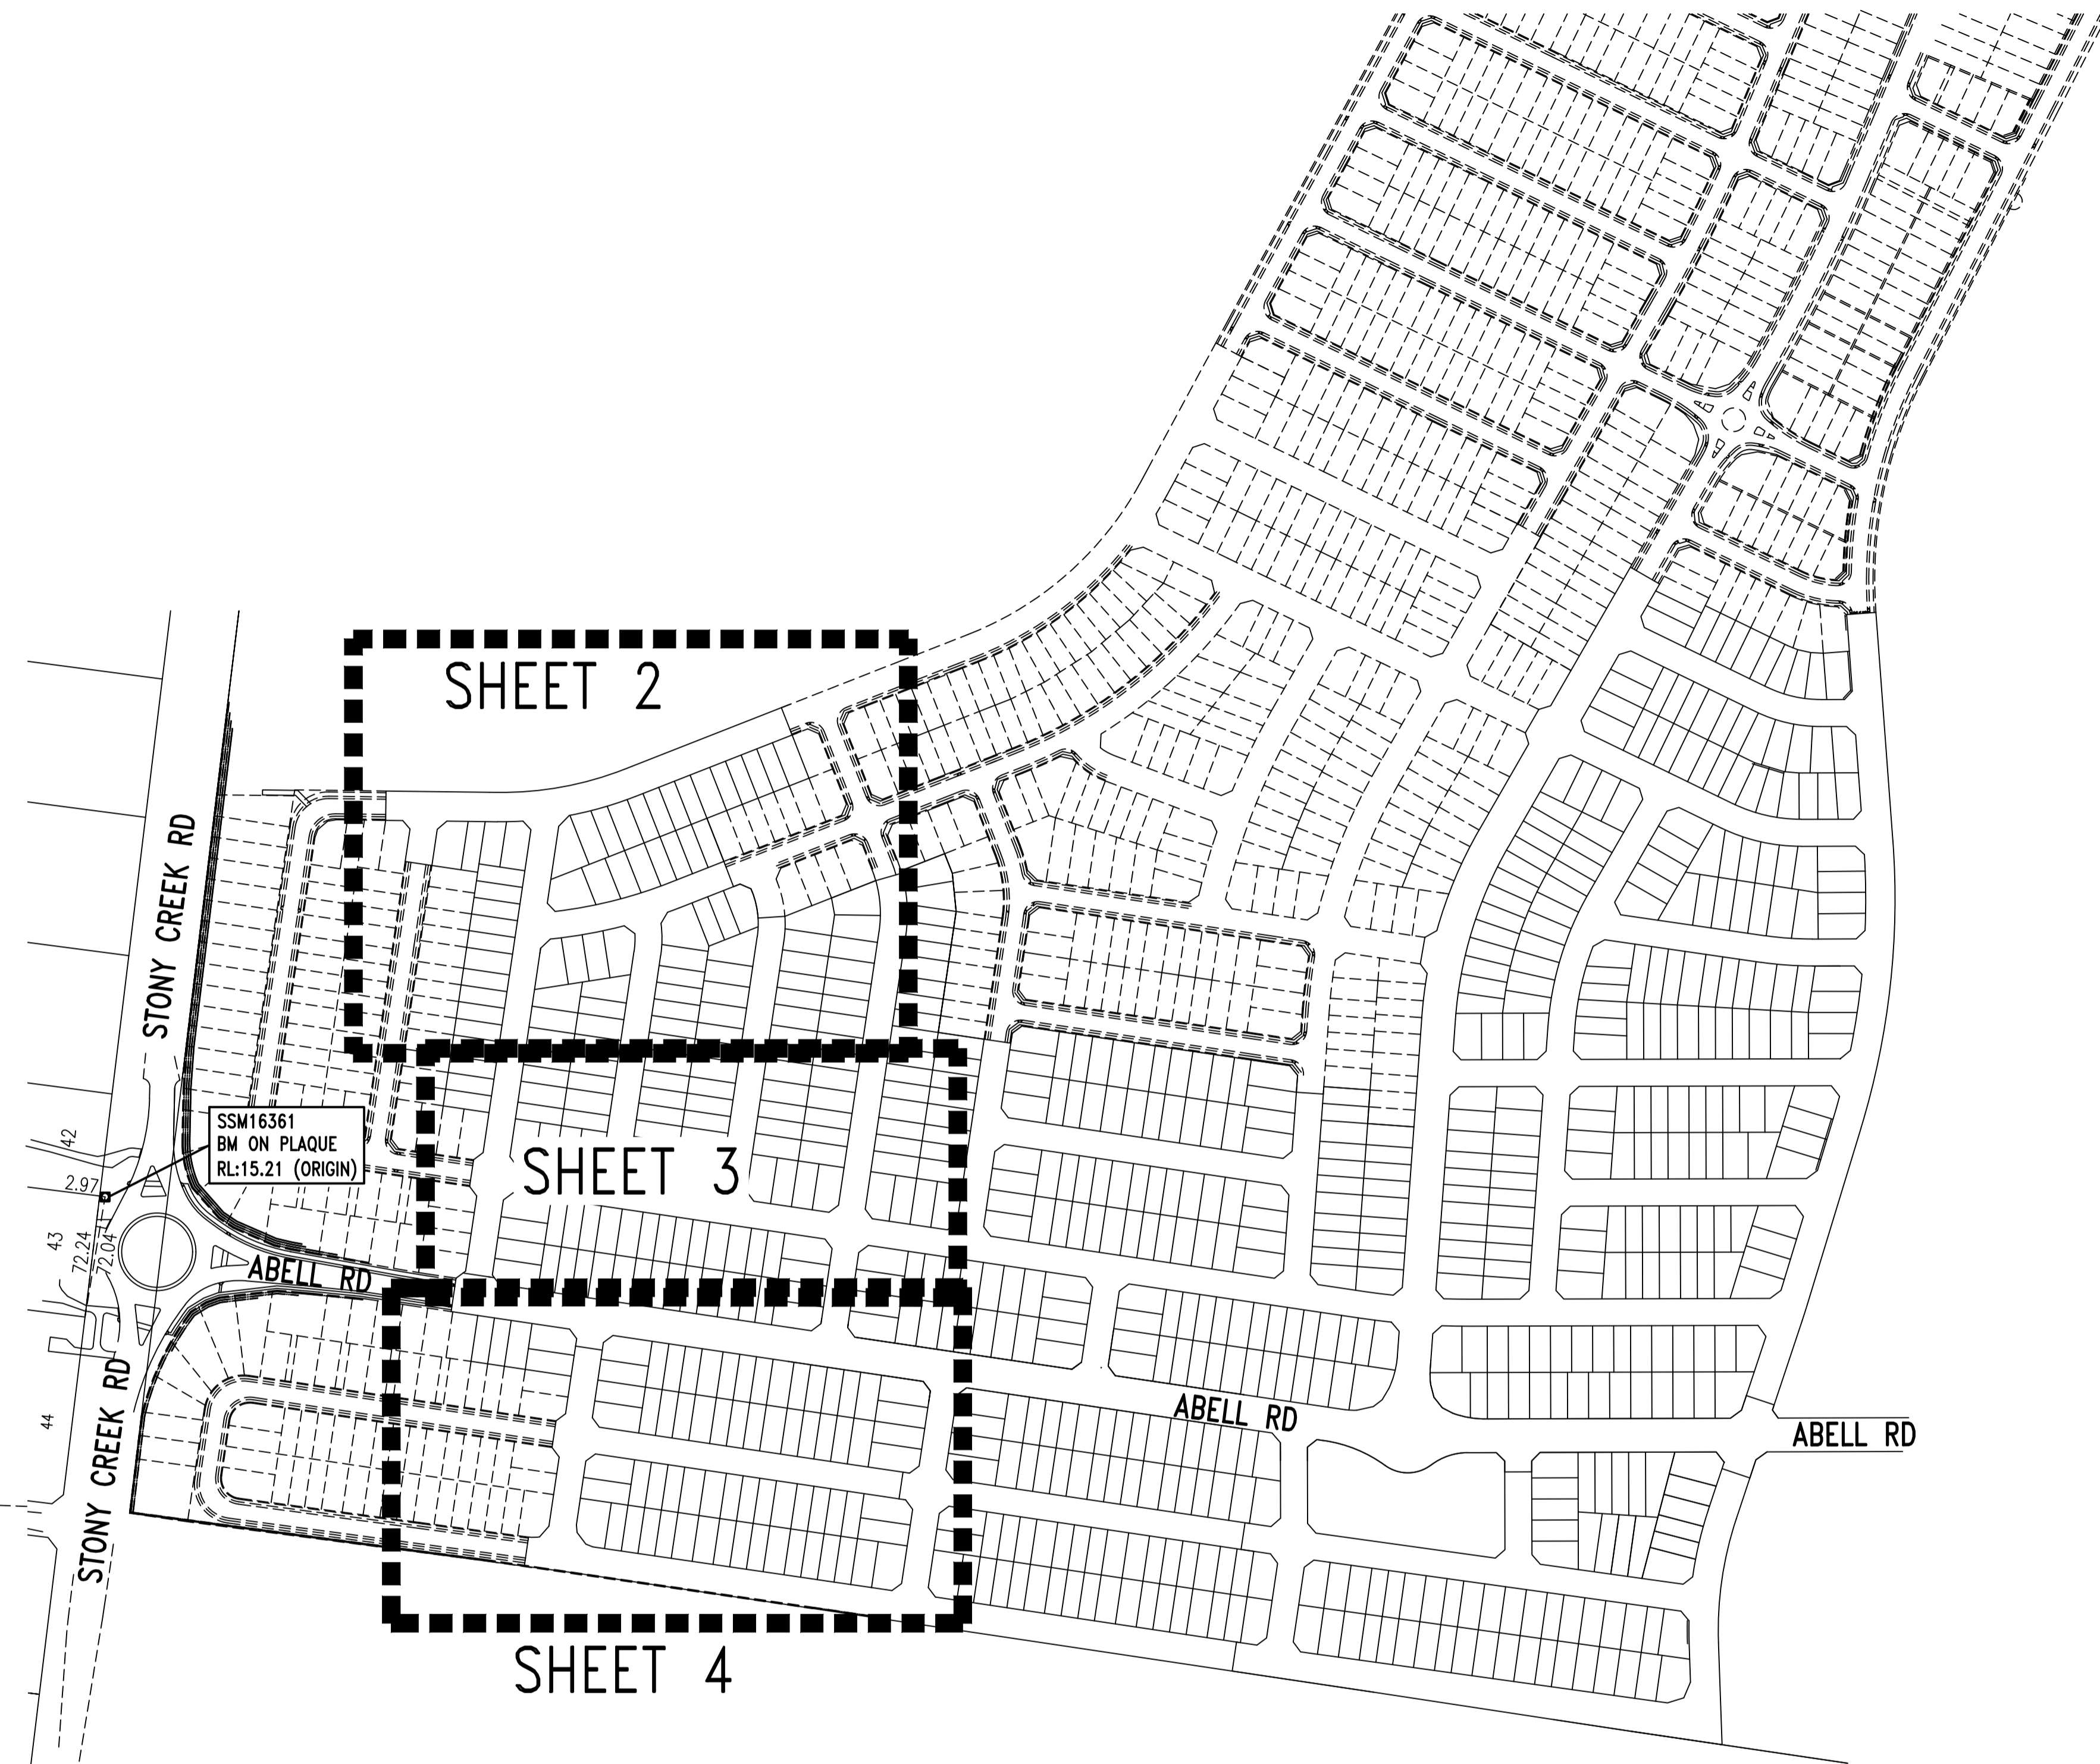 SHEET 2
STONY CREEK RD
SSM16361
BM ON PLAQUE
RL:15.21 (ORIGIN)
42
2.97
SHEET 3
43
72.24
72.04
ABELL RD
STONY CREEK RD
44
ABELL RD
ABELL RD
SHEET 4